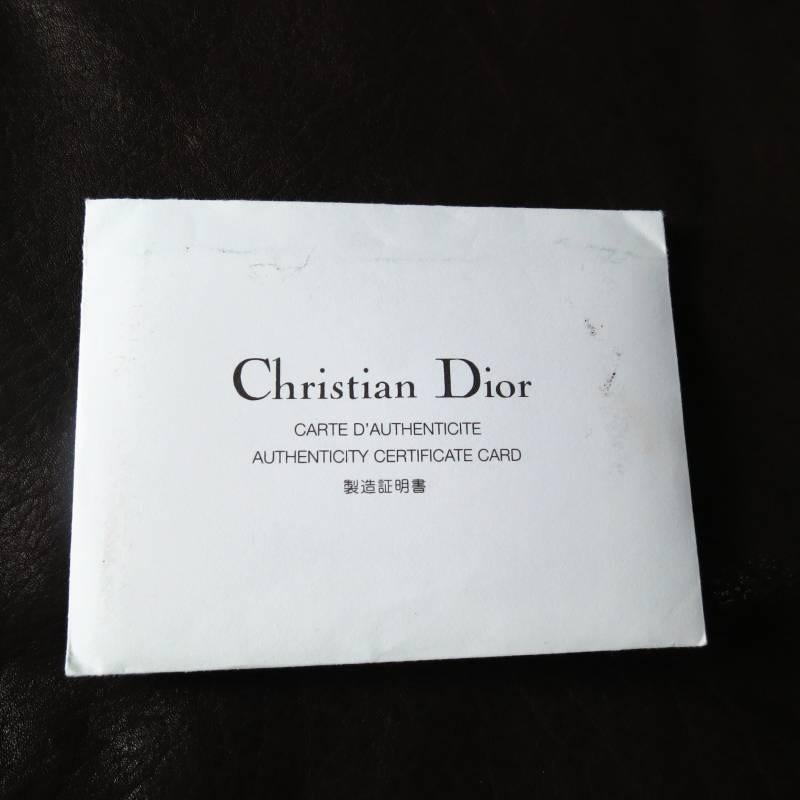 Christian Dior
CARTE D'AUTHENTICITE
AUTHENTICITY CERTIFICATE CARD
製造証明書